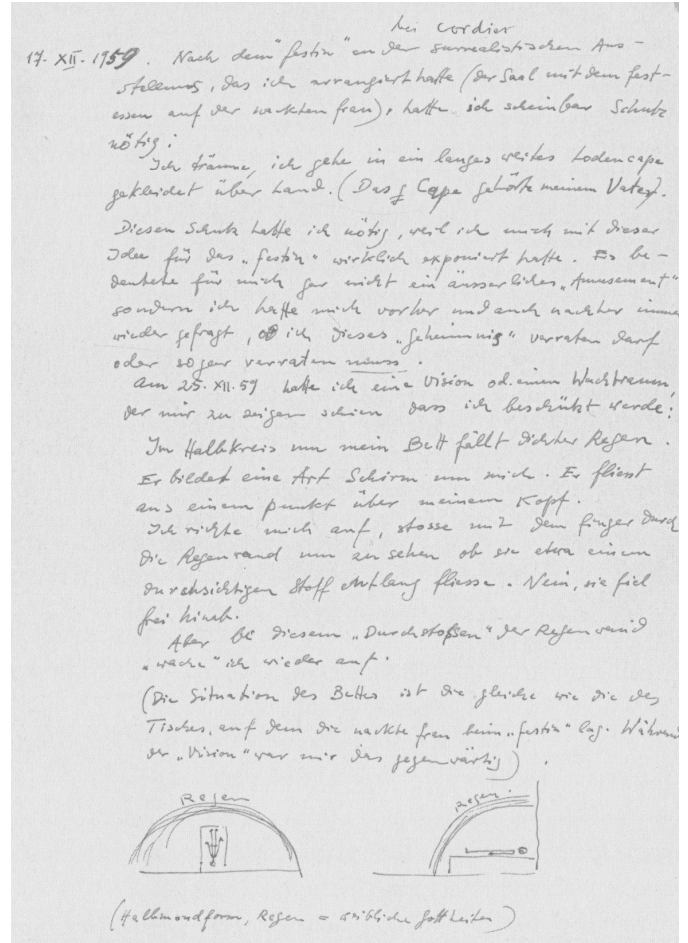 bei Cordier
17. XII. 1959. Nach dem "festin" an der surrealistischen Aus-
stellung, das ich arrangiert hatte (der Saal mit dem Fest-
essen auf der nackten Frau), hatte ich scheinbar Schutz
nötig:
Ich träume, ich gehe in ein langes weites Lodencape
gekleidet über Land. (Das Cape gehörte meinem Vater).
Diesen Schutz hatte ich nötig, weil ich mich mit dieser
Idee für das „festin" wirklich exponiert hatte. Es be-
deutete für mich gar nicht ein äusserliches „Amusement"
sondern ich hatte mich vorher und auch nachher immer
wieder gefragt, ob ich dieses „Geheimnis" verraten darf
oder sogar verraten muss.
Am 25. XII. 59 hatte ich eine Vision od. einen Wachtraum,
der mir zu zeigen schien dass ich beschützt werde:
Im Halbkreis um mein Bett fällt dichter Regen.
Er bildet eine Art Schirm um mich. Er fliesst
aus einem Punkt über meinem Kopf.
Ich richte mich auf, stosse mit dem Finger durch
die Regenwand um zu sehen ob sie etwa einem
durchsichtigen Stoff entlang fliesse. Nein, sie fiel
frei hinab.
Aber bei diesem „Durchstossen" der Regenwand
„wache" ich wieder auf.
(Die Situation des Bettes ist die gleiche wie die des
Tisches, auf dem die nackte Frau beim „festin" lag. Während
der „Vision" war mir das gegenwärtig).
Regen
Regen.
(Halbmondform, Regen = weibliche Gottheiten)